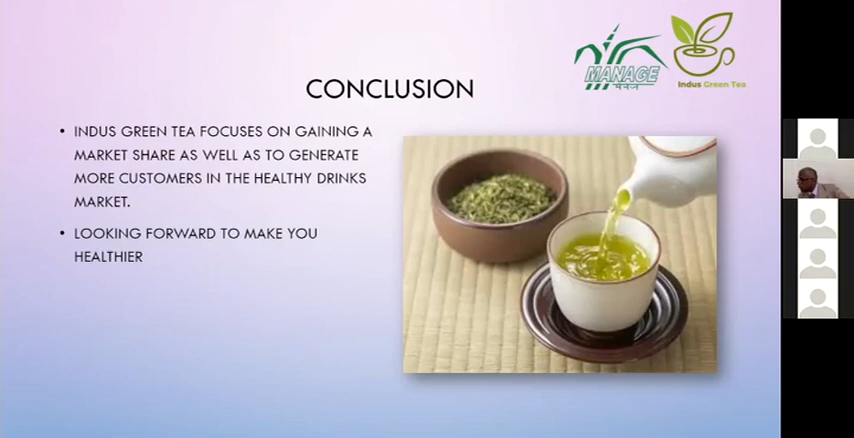 MANAGE
मैनेज
Indus Green Tea
CONCLUSION
• INDUS GREEN TEA FOCUSES ON GAINING A
MARKET SHARE AS WELL AS TO GENERATE
MORE CUSTOMERS IN THE HEALTHY DRINKS
MARKET.
• LOOKING FORWARD TO MAKE YOU
HEALTHIER